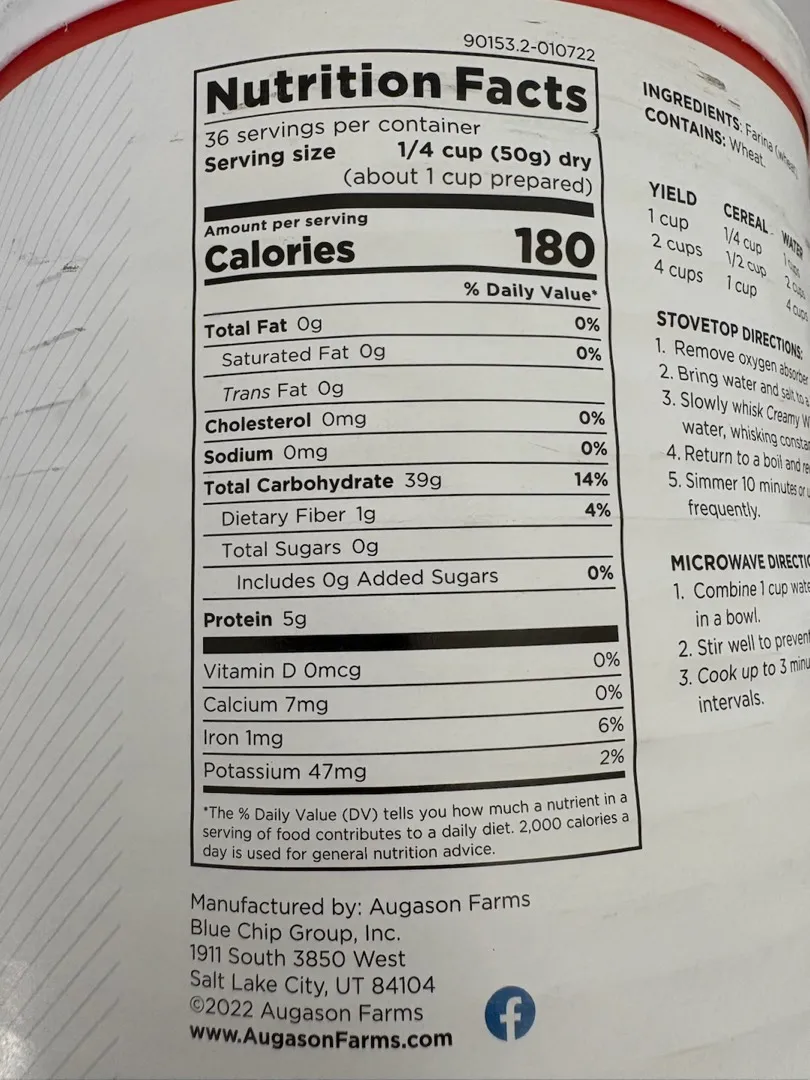 90153.2-010722
Nutrition Facts
36 servings per container
Serving size 1/4 cup (50g) dry
(about 1 cup prepared)
Amount per serving
Calories 180
% Daily Value*
Total Fat 0g 0%
Saturated Fat 0g 0%
Trans Fat 0g
Cholesterol 0mg 0%
Sodium 0mg 0%
Total Carbohydrate 39g 14%
Dietary Fiber 1g 4%
Total Sugars 0g
Includes 0g Added Sugars 0%
Protein 5g
Vitamin D 0mcg 0%
Calcium 7mg 0%
Iron 1mg 6%
Potassium 47mg 2%
*The % Daily Value (DV) tells you how much a nutrient in a
serving of food contributes to a daily diet. 2,000 calories a
day is used for general nutrition advice.
Manufactured by: Augason Farms
Blue Chip Group, Inc.
1911 South 3850 West
Salt Lake City, UT 84104
©2022 Augason Farms
www.AugasonFarms.com
f
INGREDIENTS: Farina (wheat)
CONTAINS: Wheat.
YIELD CEREAL WATER
1 cup 1/4 cup
2 cups 1/2 cup 2 cups
4 cups 1 cup 4 cups
STOVETOP DIRECTIONS:
1. Remove oxygen absorber
2. Bring water and salt to a
3. Slowly whisk Creamy
water, whisking
4. Return to a boil and
5. Simmer 10 minutes or
frequently.
MICROWAVE
1. Combine 1 cup
in a bowl.
2. Stir well to
3. Cook up to 3
intervals.